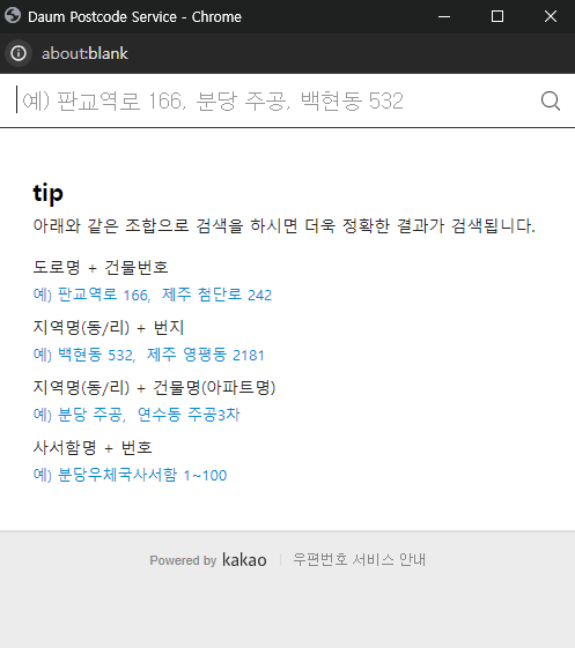 Daum Postcode Service - Chrome
about:blank
예) 판교역로 166, 분당 주공, 백현동 532
tip
아래와 같은 조합으로 검색을 하시면 더욱 정확한 결과가 검색됩니다.
도로명 + 건물번호
예) 판교역로 166, 제주 첨단로 242
지역명(동/리) + 번지
예) 백현동 532, 제주 영평동 2181
지역명(동/리) + 건물명(아파트명)
예) 분당 주공, 연수동 주공3차
사서함명 + 번호
예) 분당우체국사서함 1~100
Powered by kakao 우편번호 서비스 안내